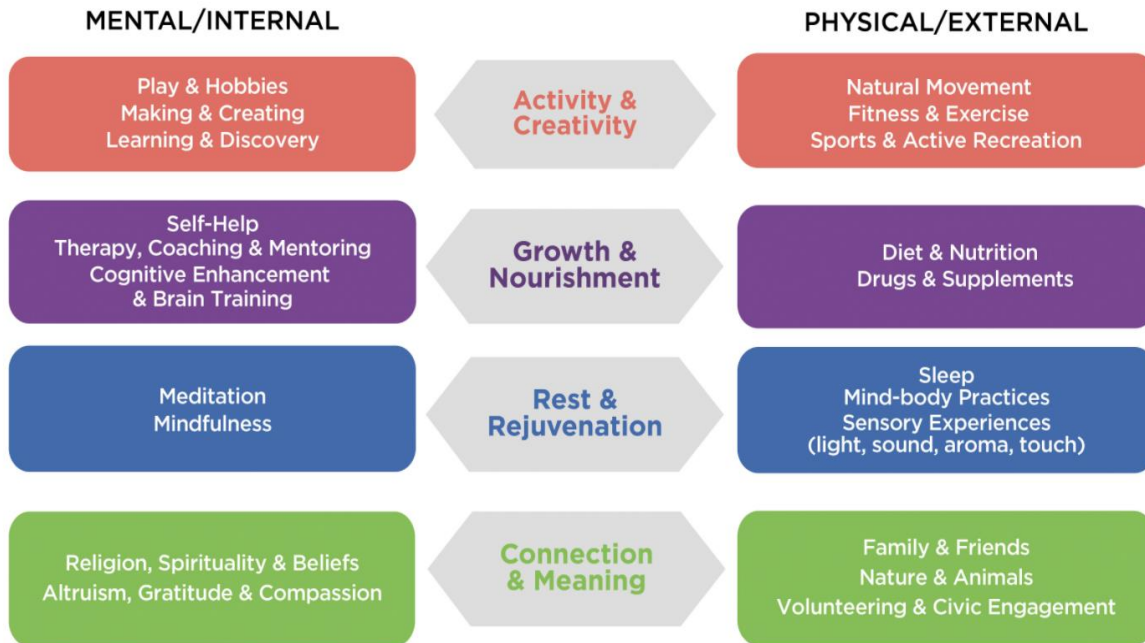 MENTAL/INTERNAL
PHYSICAL/EXTERNAL
Play & Hobbies
Making & Creating
Learning & Discovery
Activity &
Creativity
Natural Movement
Fitness & Exercise
Sports & Active Recreation
Self-Help
Therapy, Coaching & Mentoring
Cognitive Enhancement
& Brain Training
Growth &
Nourishment
Diet & Nutrition
Drugs & Supplements
Meditation
Mindfulness
Rest &
Rejuvenation
Sleep
Mind-body Practices
Sensory Experiences
(light, sound, aroma, touch)
Religion, Spirituality & Beliefs
Altruism, Gratitude & Compassion
Connection
& Meaning
Family & Friends
Nature & Animals
Volunteering & Civic Engagement